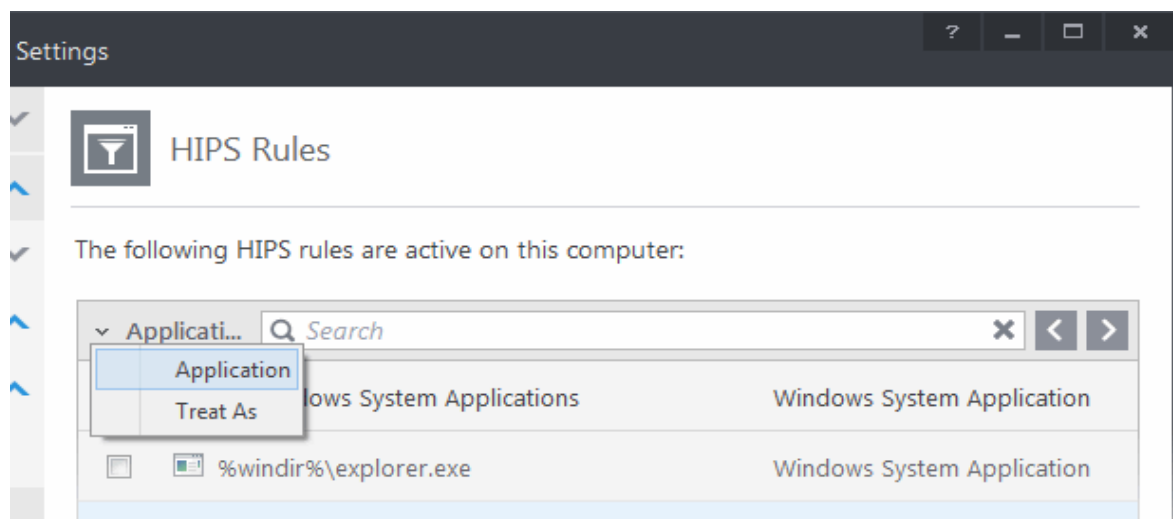 Settings
HIPS Rules
The following HIPS rules are active on this computer:
Applicati... Search
Application
Treat As
lows System Applications Windows System Application
%windir%\explorer.exe Windows System Application